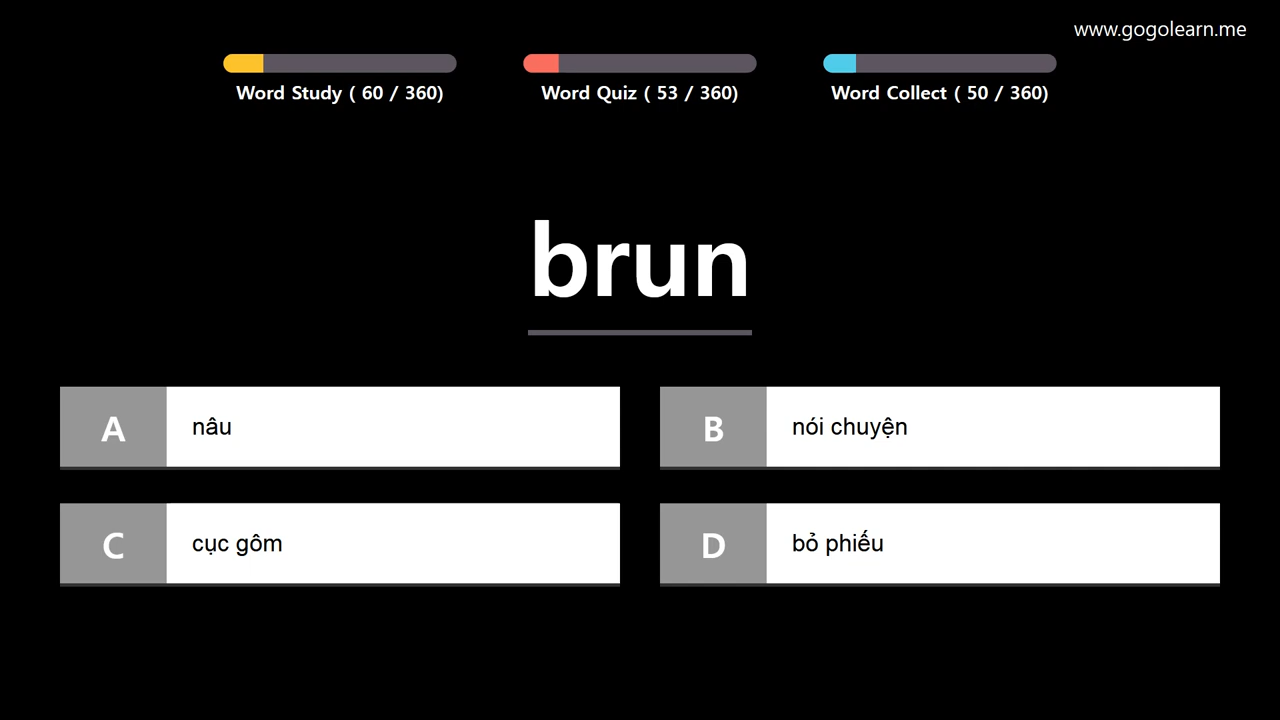 www.gogolearn.me
Word Study ( 60 / 360)
Word Quiz ( 53 / 360)
Word Collect ( 50 / 360)
brun
A nâu
B nói chuyện
C cục gôm
D bỏ phiếu